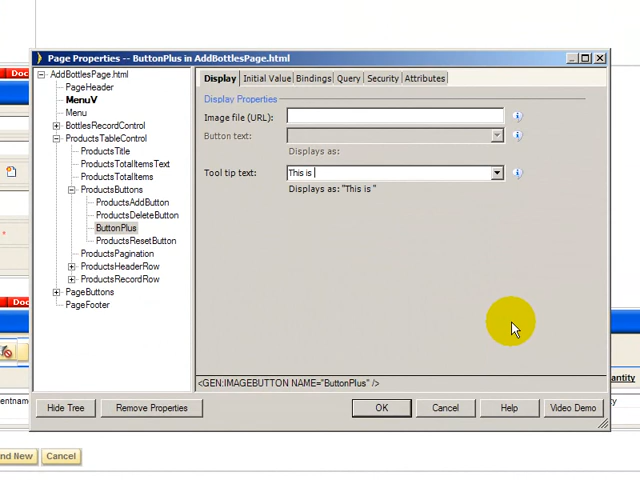 Page Properties -- ButtonPlus in AddBottlesPage.html
AddBottlesPage.html
PageHeader
MenuV
Menu
BottlesRecordControl
ProductsTableControl
ProductsTitle
ProductsTotalItemsText
ProductsTotalItems
ProductsButtons
ProductsAddButton
ProductsDeleteButton
ButtonPlus
ProductsResetButton
ProductsPagination
ProductsHeaderRow
ProductsRecordRow
PageButtons
PageFooter
Display Initial Value Bindings Query Security Attributes
Display Properties
Image file (URL):
Button text:
Displays as:
Tool tip text: This is
Displays as: "This is "
<GEN:IMAGEBUTTON NAME="ButtonPlus" />
Hide Tree Remove Properties OK Cancel Help Video Demo
Doc
Doc
nd New Cancel